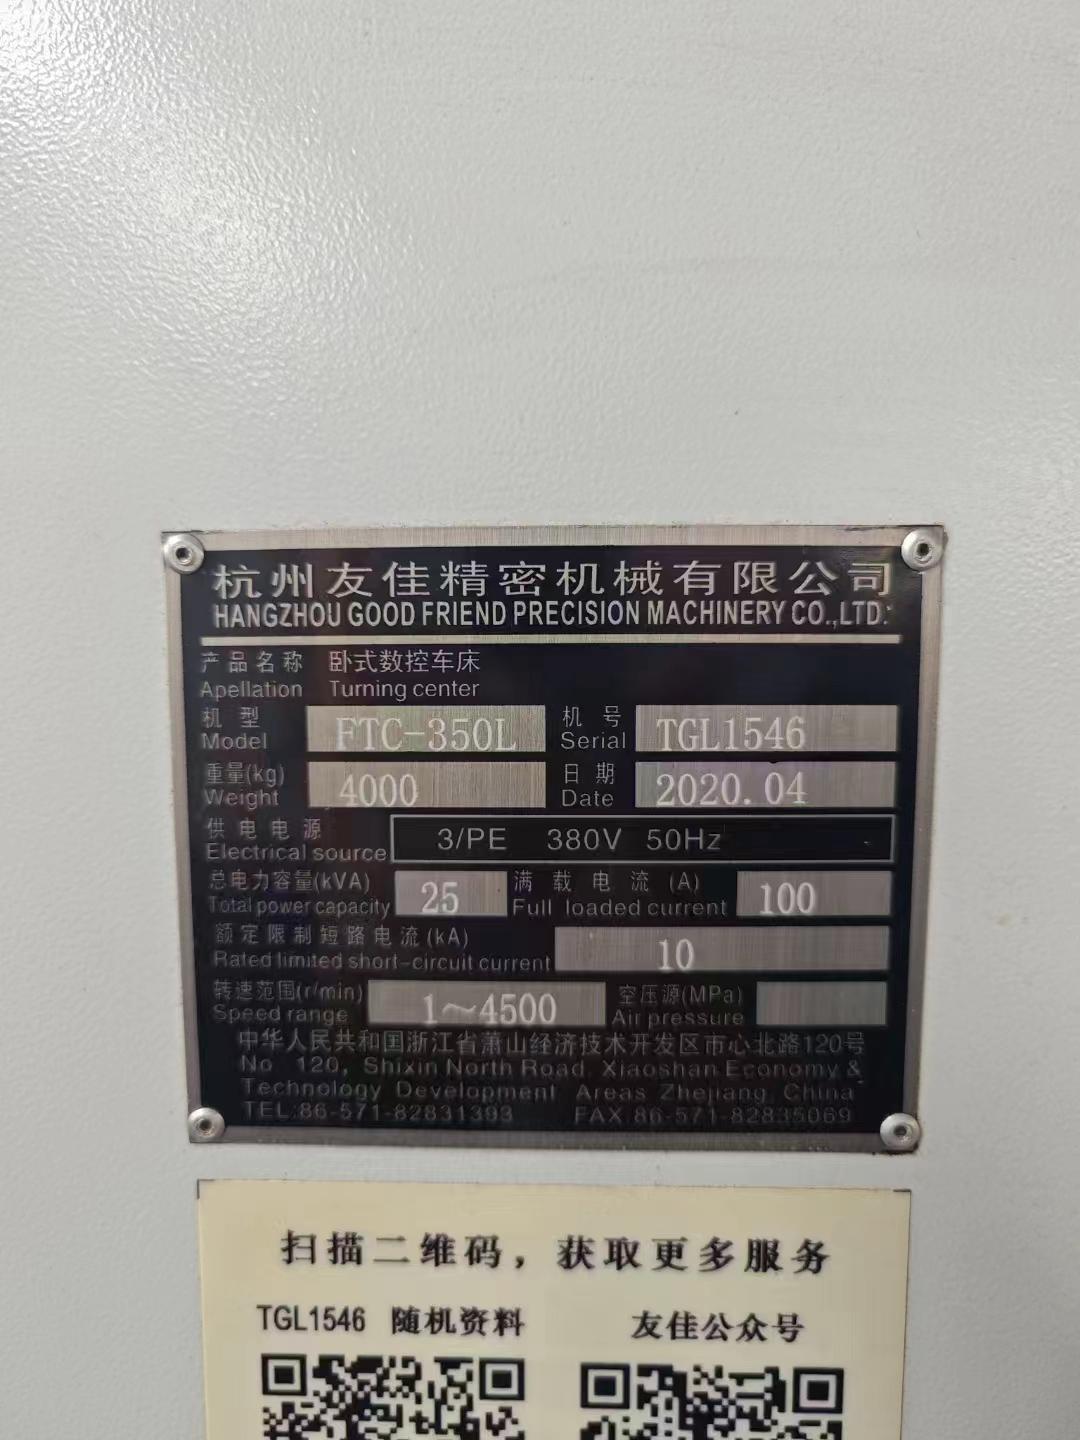 杭州友佳精密机械有限公司
HANGZHOU GOOD FRIEND PRECISION MACHINERY CO.,LTD.
产品名称 卧式数控车床
Apellation Turning center
机型 FTC-350L 机号 TGL1546
Model Serial
重量(kg) 4000 日期 2020.04
Weight Date
供电电源 3/PE 380V 50Hz
Electrical source
总电力容量(kVA) 25 满载电流(A) 100
Total power capacity Full loaded current
额定限制短路电流(kA) 10
Rated limited short-circuit current
转速范围(r/min) 1～4500 空压源(MPa)
Speed range Air pressure
中华人民共和国浙江省萧山经济技术开发区市心北路120号
No 120, Shixin North Road, Xiaoshan Economy &
Technology Development Areas Zhejiang, China
TEL:86-571-82831393 FAX:86-571-82835069
扫描二维码，获取更多服务
TGL1546 随机资料 友佳公众号